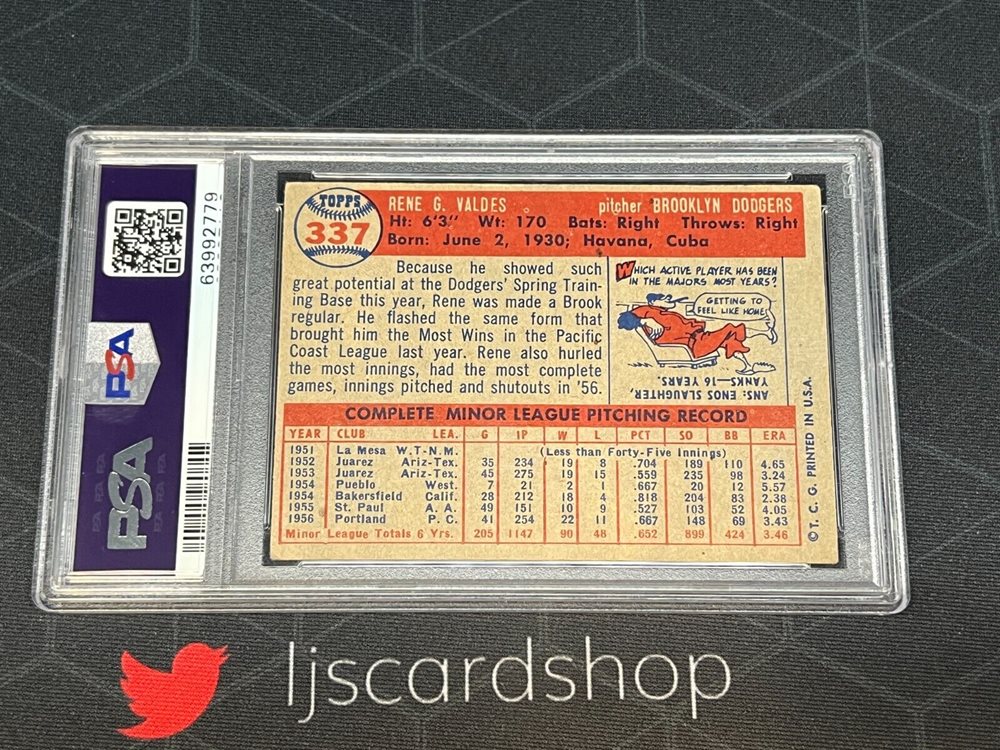 63992779
PSA
PSA
TOPPS
337
RENE G. VALDES pitcher BROOKLYN DODGERS
Ht: 6'3" Wt: 170 Bats: Right Throws: Right
Born: June 2, 1930; Havana, Cuba
Because he showed such
great potential at the Dodgers' Spring Train-
ing Base this year, Rene was made a Brook
regular. He flashed the same form that
brought him the Most Wins in the Pacific
Coast League last year. Rene also hurled
the most innings, had the most complete
games, innings pitched and shutouts in '56.
WHICH ACTIVE PLAYER HAS BEEN
IN THE MAJORS MOST YEARS?
GETTING TO
FEEL LIKE HOME
ANS: ENOS SLAUGHTER,
YANKS—16 YEARS.
COMPLETE MINOR LEAGUE PITCHING RECORD
YEAR CLUB LEA. G IP W L PCT SO BB ERA
1951 La Mesa W.T-N.M. (Less than Forty-Five Innings)
1952 Juarez Ariz-Tex. 35 234 19 8 .704 189 110 4.65
1953 Juarez Ariz-Tex. 45 275 19 15 .559 235 98 3.24
1954 Pueblo West. 7 21 2 1 .667 20 12 5.57
1954 Bakersfield Calif. 28 212 18 4 .818 204 83 2.38
1955 St. Paul A. A. 49 151 10 9 .527 103 52 4.05
1956 Portland P. C. 41 254 22 11 .667 148 69 3.43
Minor League Totals 6 Yrs. 205 1147 90 48 .652 899 424 3.46
© T. C. G. PRINTED IN U.S.A.
ljscardshop